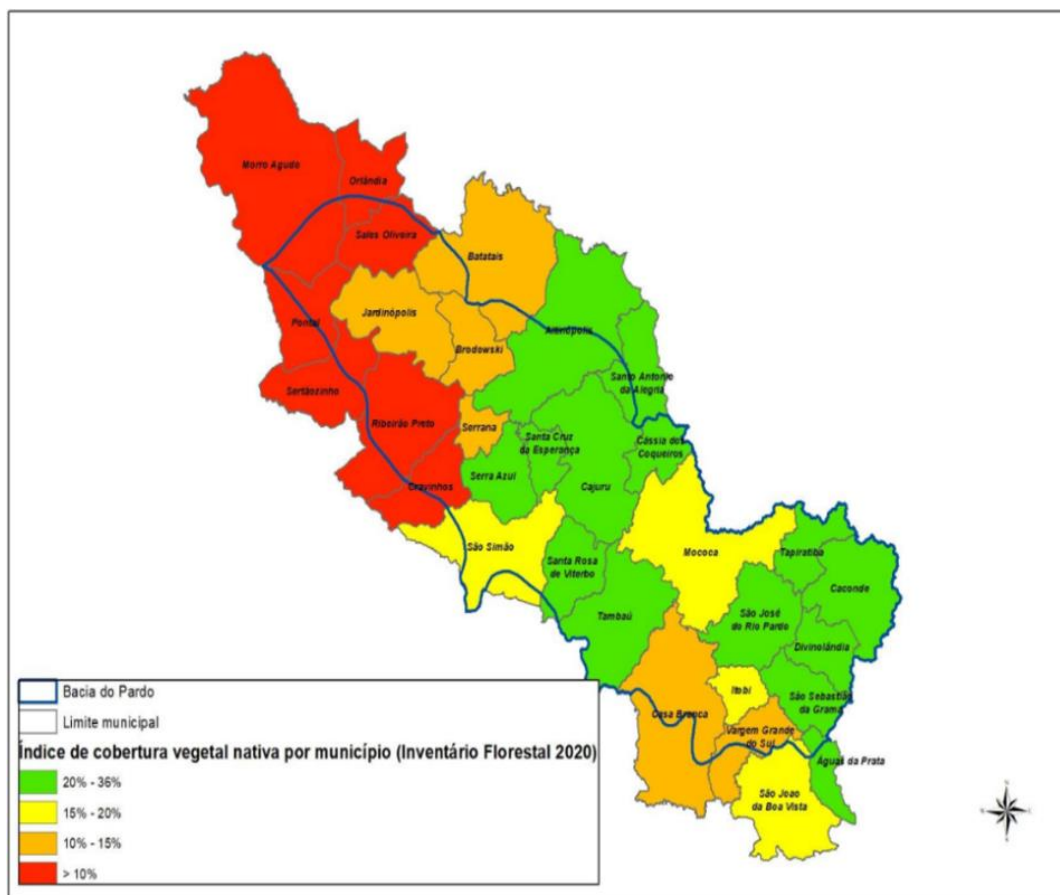 Morro Agudo
Orlândia
Sales Oliveira
Batatais
Jardinópolis
Pontal
Altinópolis
Brodowski
Santo Antonio
da Alegria
Sertãozinho
Ribeirão Preto
Serrana
Santa Cruz
da Esperança
Cássia dos
Coqueiros
Serra Azul
Cajuru
Cravinhos
São Simão
Mococa
Santa Rosa
de Viterbo
Tapiratiba
Caconde
Tambaú
São José
do Rio Pardo
Divinolândia
Itobi
São Sebastião
da Grama
Casa Branca
Vargem Grande
do Sul
Águas da Prata
São Joao
da Boa Vista
Bacia do Pardo
Limite municipal
Índice de cobertura vegetal nativa por município (Inventário Florestal 2020)
20% - 36%
15% - 20%
10% - 15%
> 10%